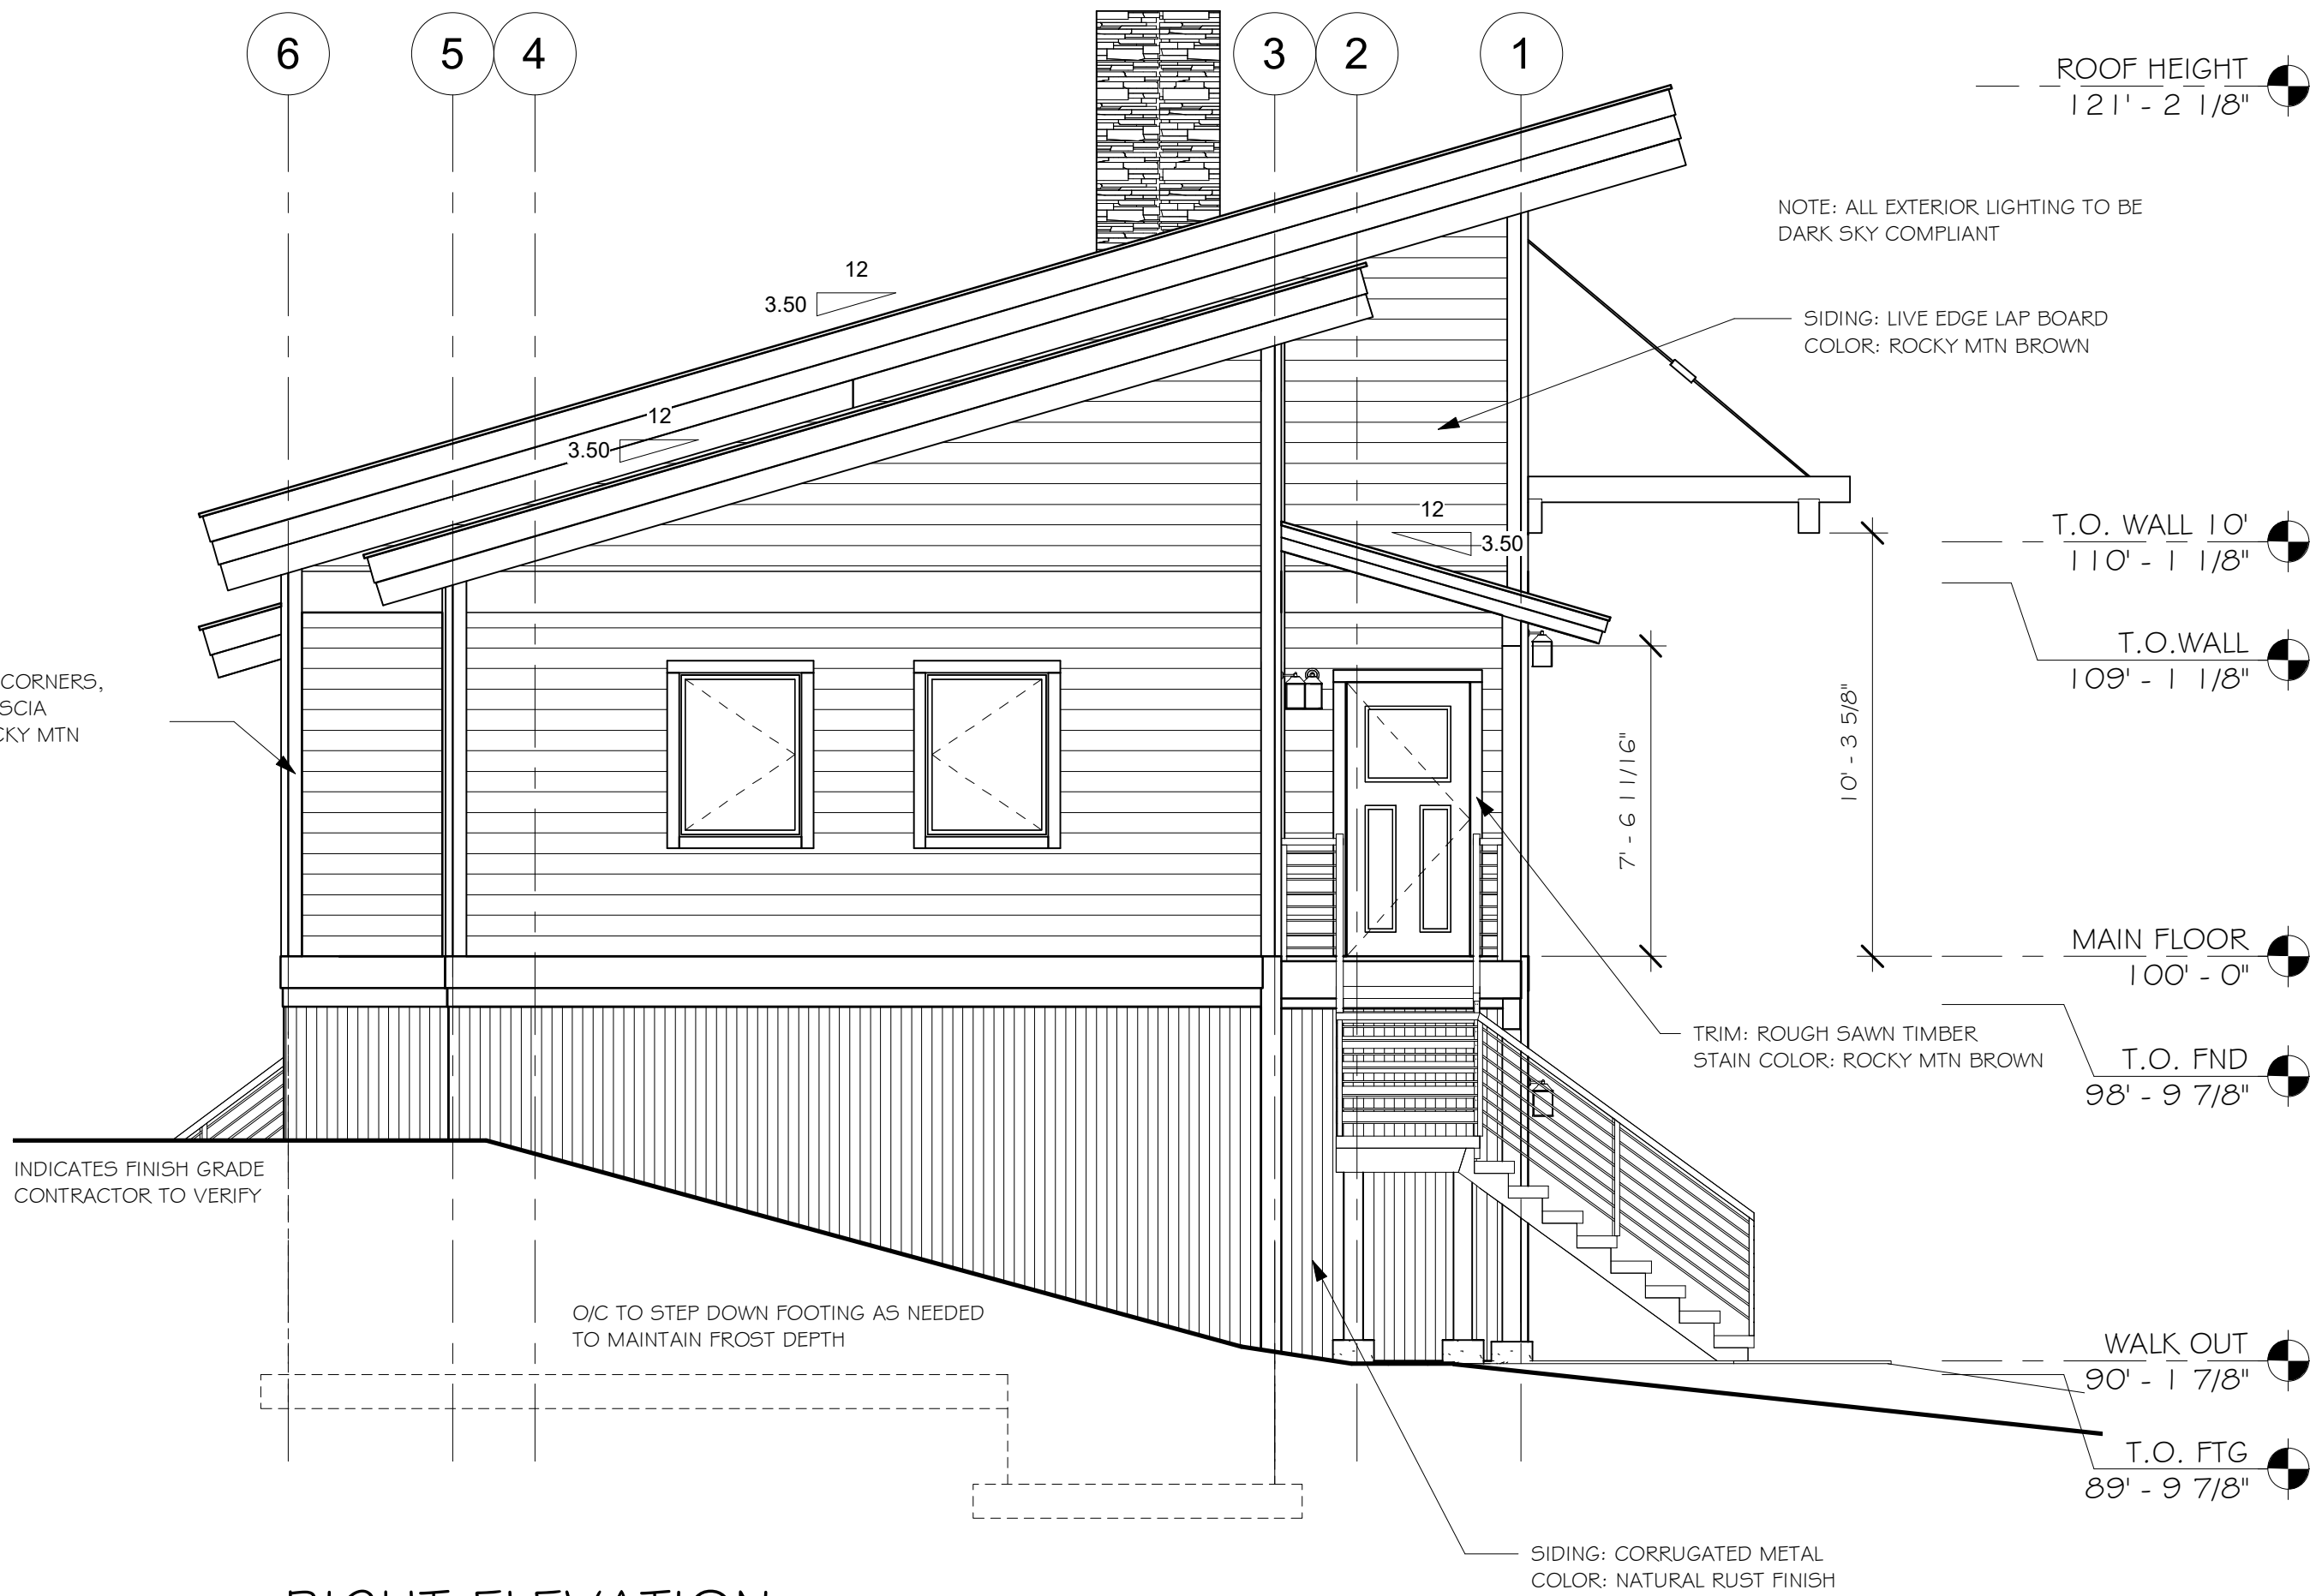 6
5
4
3
2
1
ROOF HEIGHT
121' - 2 1/8"
NOTE: ALL EXTERIOR LIGHTING TO BE
DARK SKY COMPLIANT
12
3.50
SIDING: LIVE EDGE LAP BOARD
COLOR: ROCKY MTN BROWN
12
3.50
12
3.50
T.O. WALL 10'
110' - 1 1/8"
T.O.WALL
109' - 1 1/8"
CORNERS,
SCIA
CKY MTN
7' - 6 11/16"
10' - 3 5/8"
MAIN FLOOR
100' - 0"
TRIM: ROUGH SAWN TIMBER
STAIN COLOR: ROCKY MTN BROWN
T.O. FND
98' - 9 7/8"
INDICATES FINISH GRADE
CONTRACTOR TO VERIFY
O/C TO STEP DOWN FOOTING AS NEEDED
TO MAINTAIN FROST DEPTH
WALK OUT
90' - 1 7/8"
T.O. FTG
89' - 9 7/8"
SIDING: CORRUGATED METAL
COLOR: NATURAL RUST FINISH
RIGHT ELEVATION